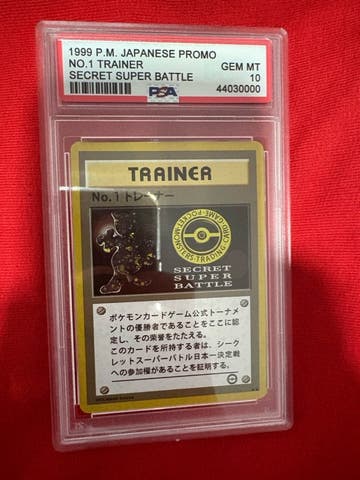 1999 P.M. JAPANESE PROMO
NO.1 TRAINER GEM MT
SECRET SUPER BATTLE 10
PSA 44030000
TRAINER
No.1トレーナー
POCKET MONSTERS TRADING CARD GAME
SECRET
SUPER
BATTLE
ポケモンカードゲーム公式トーナメ
ントの優勝者であることをここに認
定し、その栄誉をたたえる。
このカードを所持する者は、シーク
レットスーパーバトル日本一決定戦
への参加権があることを証明する。